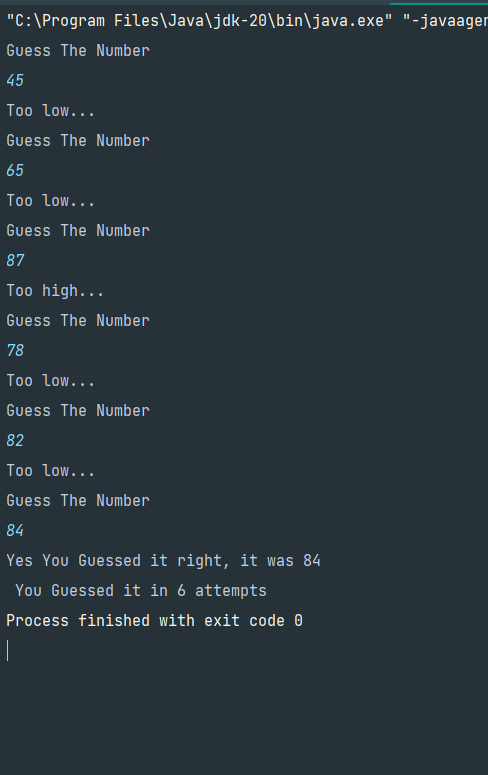 "C:\Program Files\Java\jdk-20\bin\java.exe" "-javaagen
Guess The Number
45
Too low...
Guess The Number
65
Too low...
Guess The Number
87
Too high...
Guess The Number
78
Too low...
Guess The Number
82
Too low...
Guess The Number
84
Yes You Guessed it right, it was 84
 You Guessed it in 6 attempts
Process finished with exit code 0